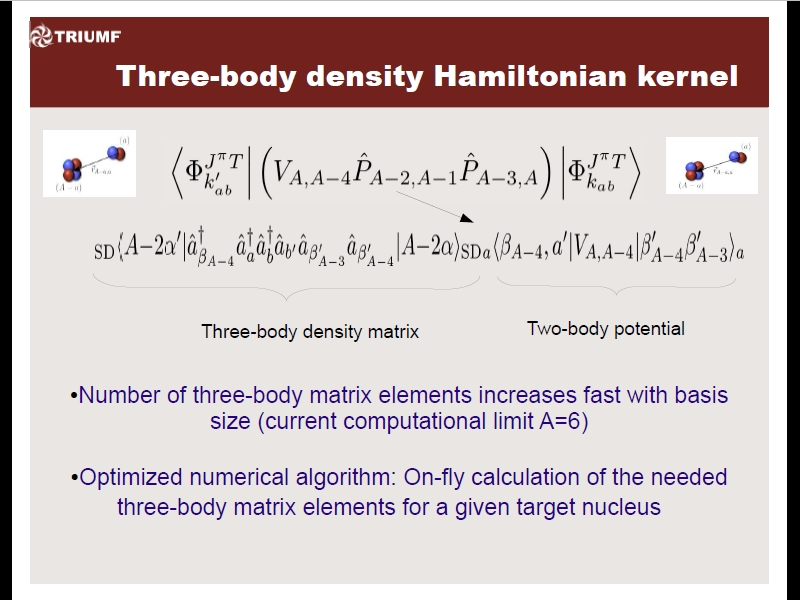 TRIUMF
Three-body density Hamiltonian kernel
(a)
(A − a)
(a)
(A − a)
⟨Φ^{J^π T}_{k'_{ab}}| (V_{A,A−4} P̂_{A−2,A−1} P̂_{A−3,A}) |Φ^{J^π T}_{k_{ab}}⟩
_{SD}⟨A−2α'|â†_{β_{A−4}} â†_a â†_b â_{b'} â_{β'_{A−3}} â_{β'_{A−4}}|A−2α⟩_{SD} _a⟨β_{A−4}, a'|V_{A,A−4}|β'_{A−4}β'_{A−3}⟩_a
Three-body density matrix
Two-body potential
•Number of three-body matrix elements increases fast with basis
size (current computational limit A=6)
•Optimized numerical algorithm: On-fly calculation of the needed
three-body matrix elements for a given target nucleus